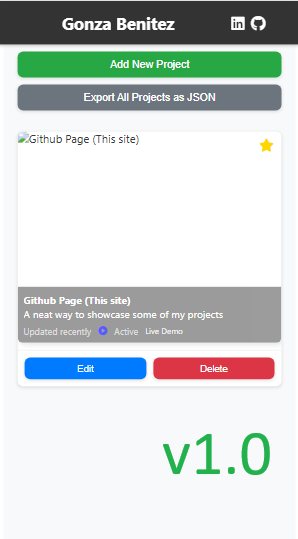 Gonza Benitez
Add New Project
Export All Projects as JSON
Github Page (This site)
Github Page (This site)
A neat way to showcase some of my projects
Updated recently Active Live Demo
Edit Delete
v1.0